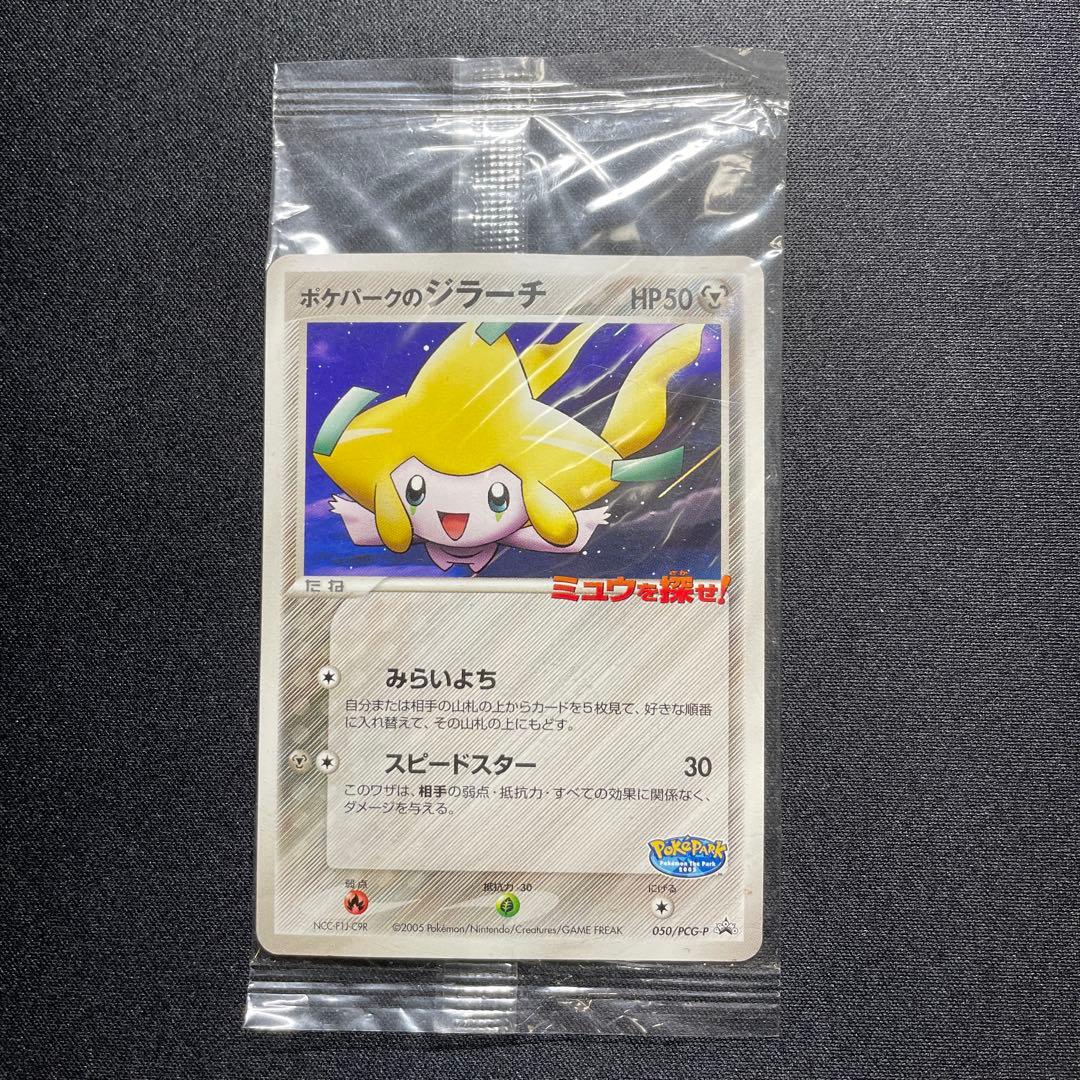 ポケパークのジラーチ HP50
たね
ミュウを探せ!
みらいよち
自分または相手の山札の上からカードを5枚見て、好きな順番
に入れ替えて、その山札の上にもどす。
スピードスター 30
このワザは、相手の弱点・抵抗力・すべての効果に関係なく、
ダメージを与える。
PokéPARK
Pokémon The Park
2005
弱点 抵抗力 -30 にげる
NCC-F1J-C9R ©2005 Pokémon/Nintendo/Creatures/GAME FREAK 050/PCG-P